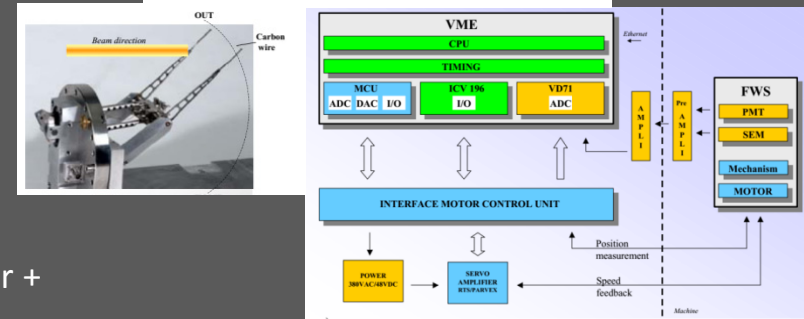 OUT
Beam direction
Carbon
wire
r +
VME
CPU
TIMING
MCU
ADC DAC I/O
ICV 196
I/O
VD71
ADC
Ethernet
A
M
P
L
I
Pre
A
M
P
L
I
FWS
PMT
SEM
Mechanism
MOTOR
INTERFACE MOTOR CONTROL UNIT
Position
measurement
POWER
380VAC/48VDC
SERVO
AMPLIFIER
RTS/PARVEX
Speed
feedback
Machine